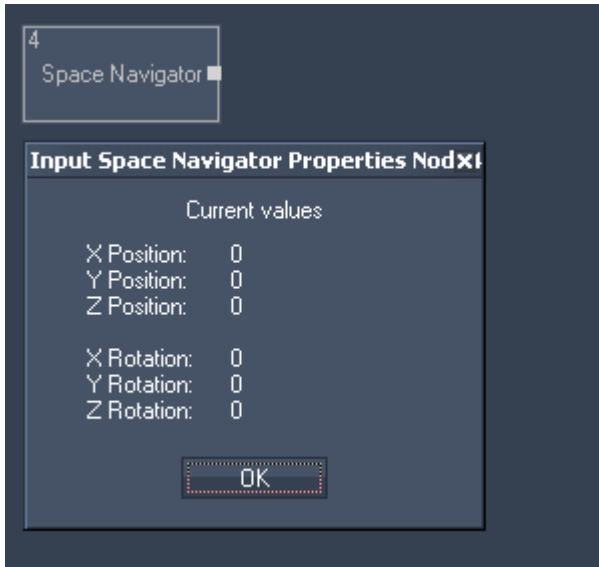 4
Space Navigator
Input Space Navigator Properties Nod
Current values
X Position: 0
Y Position: 0
Z Position: 0
X Rotation: 0
Y Rotation: 0
Z Rotation: 0
OK